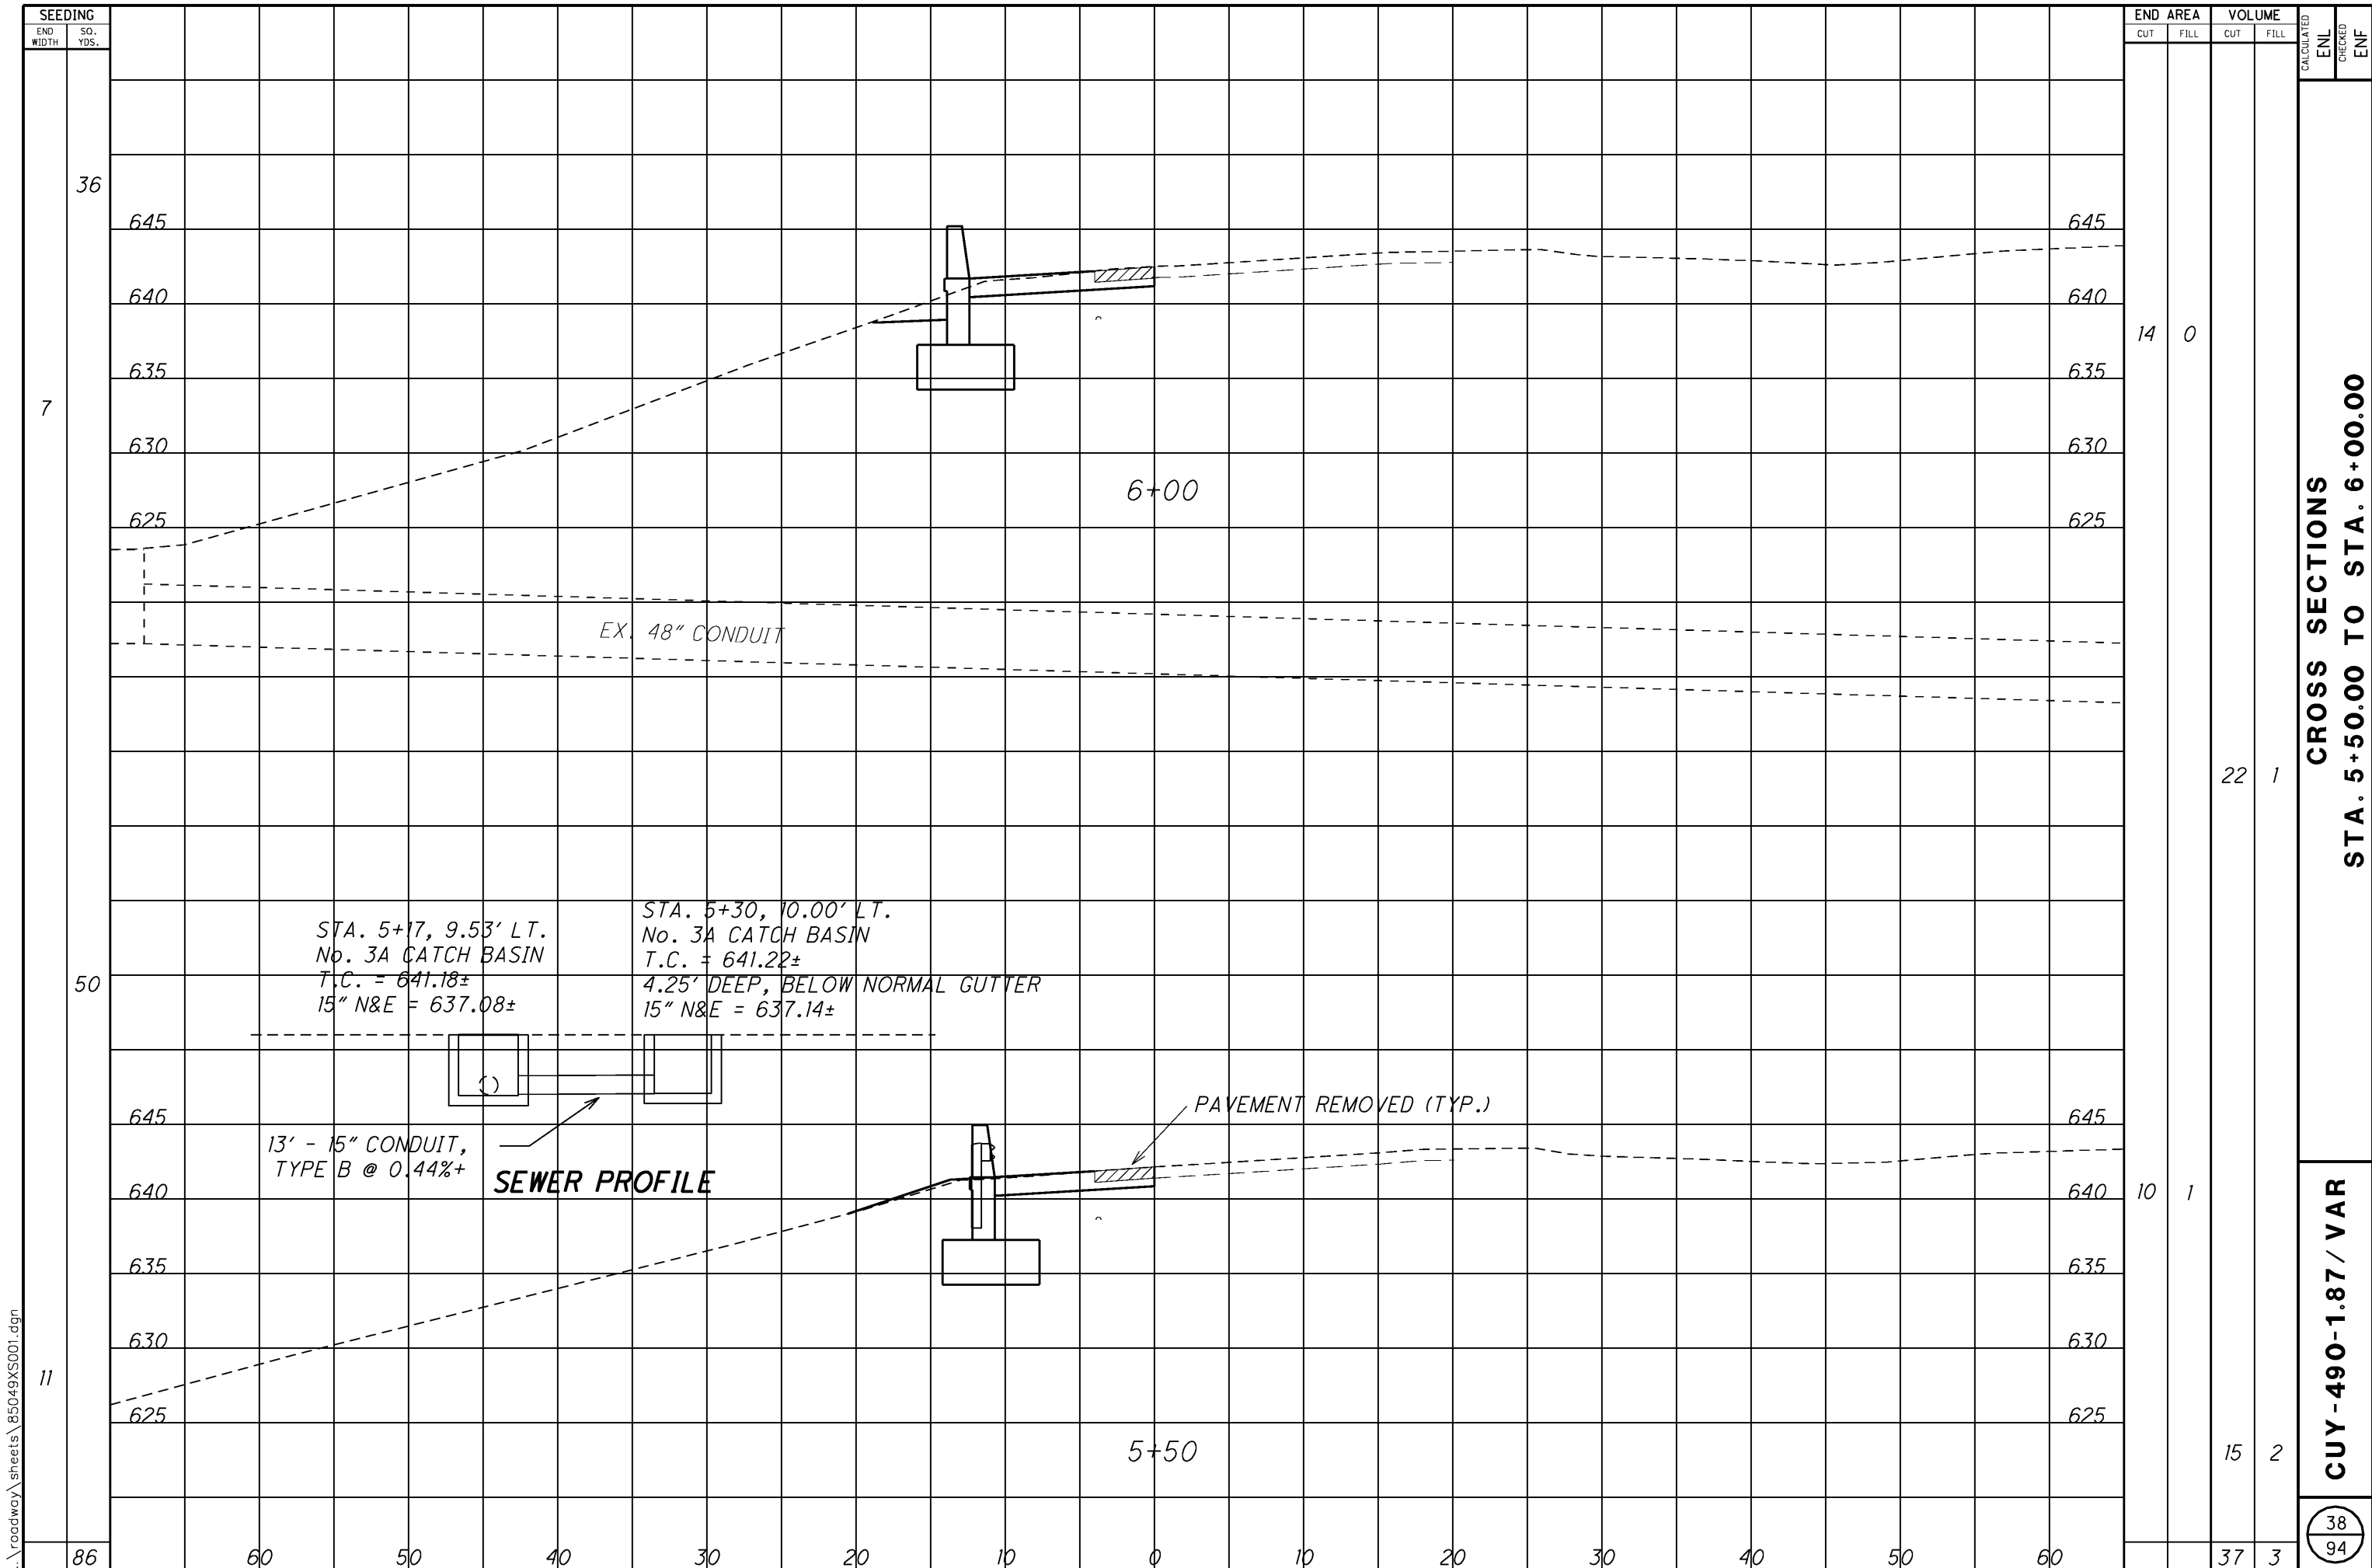 SEEDING
END WIDTH
SQ. YDS.
END AREA
VOLUME
CUT
FILL
CUT
FILL
CALCULATED
ENL
CHECKED
ENF
36
645
645
640
640
14
0
635
635
7
630
630
6+00
625
625
EX. 48" CONDUIT
22
1
STA. 5+17, 9.53' LT.
No. 3A CATCH BASIN
T.C. = 641.18±
15" N&E = 637.08±
STA. 5+30, 10.00' LT.
No. 3A CATCH BASIN
T.C. = 641.22±
4.25' DEEP, BELOW NORMAL GUTTER
15" N&E = 637.14±
50
645
645
PAVEMENT REMOVED (TYP.)
13' - 15" CONDUIT,
TYPE B @ 0.44%+
SEWER PROFILE
640
640
10
1
635
635
630
630
11
625
625
5+50
15
2
86
60
50
40
30
20
10
0
10
20
30
40
50
60
37
3
CROSS SECTIONS
STA. 5+50.00 TO STA. 6+00.00
CUY-490-1.87/VAR
38
94
..\roadway\sheets\85049XS001.dgn